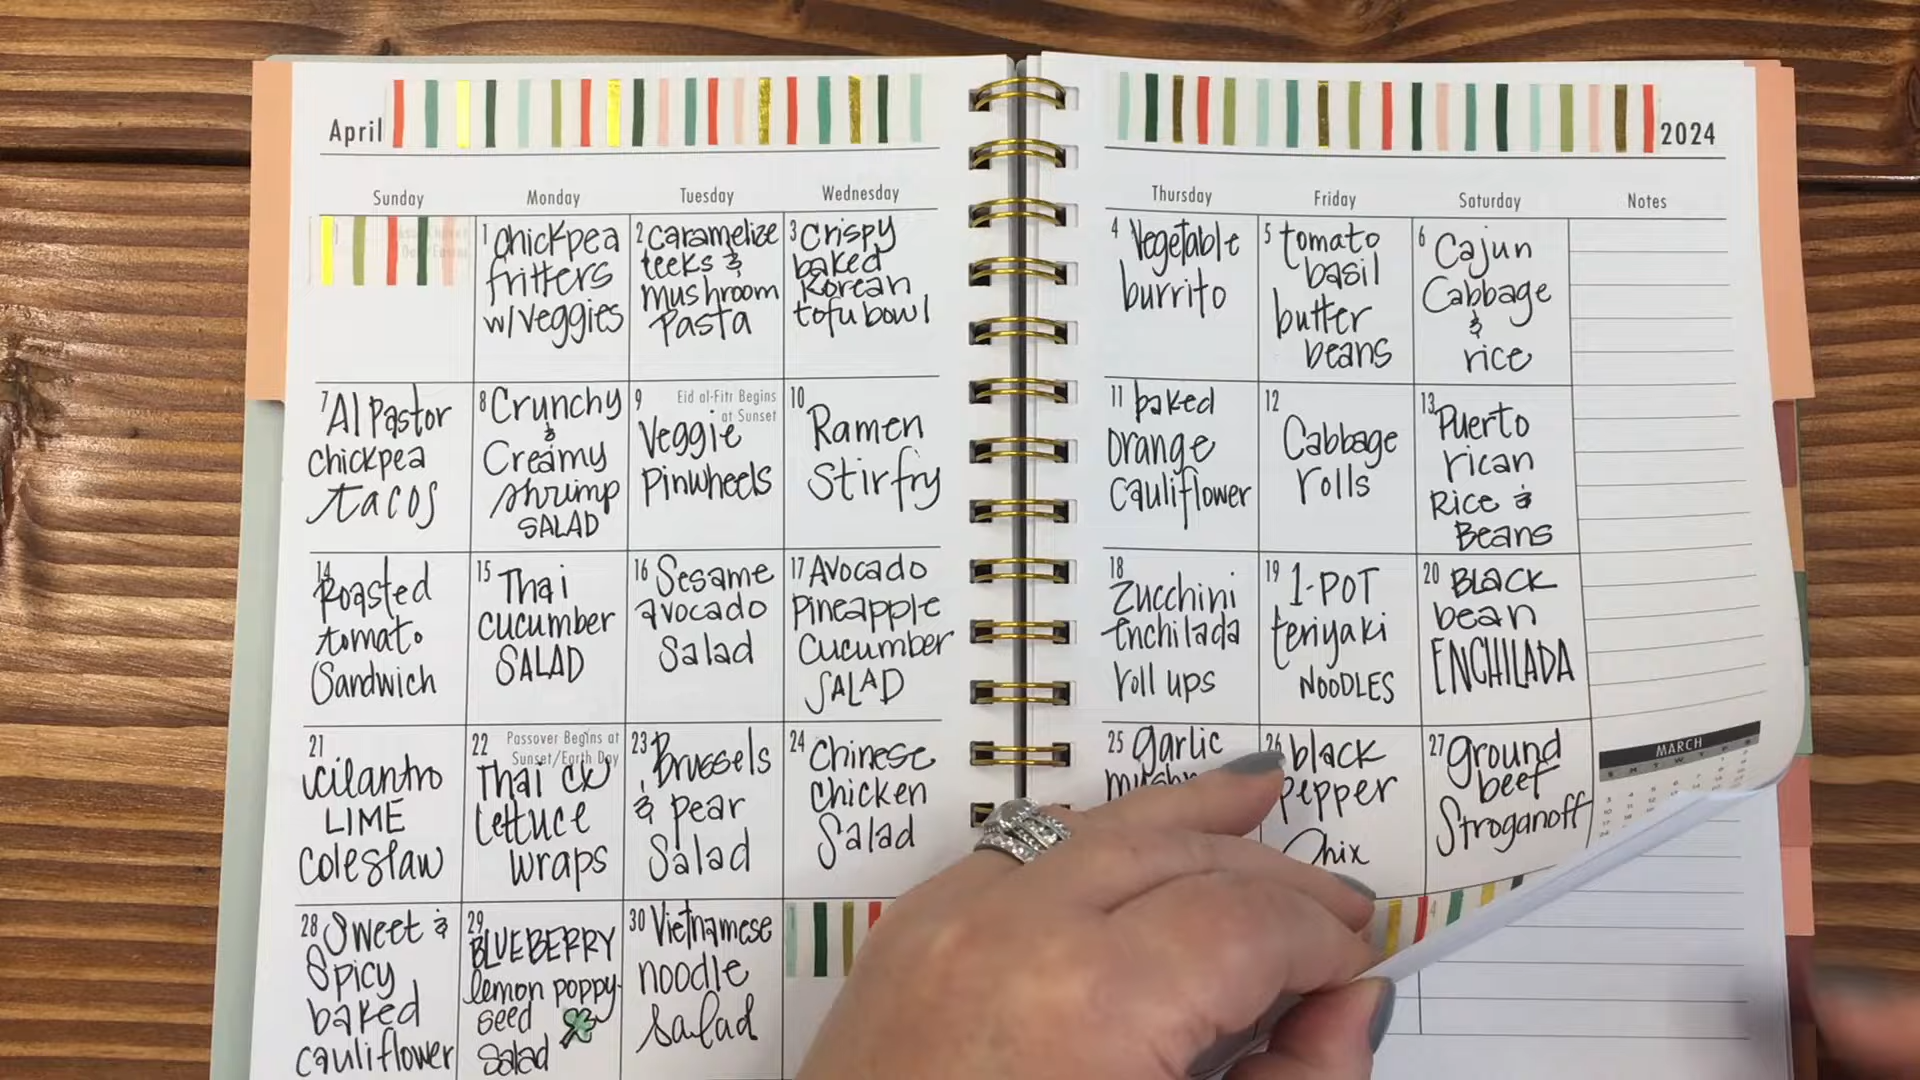 April
2024
Sunday
Monday
Tuesday
Wednesday
Thursday
Friday
Saturday
Notes
1 chickpea
fritters
w/veggies
2 caramelize
leeks &
mushroom
Pasta
3 Crispy
baked
Korean
tofu bowl
4 Vegetable
burrito
5 tomato
basil
butter
beans
6 Cajun
Cabbage
&
rice
7 Al Pastor
chickpea
tacos
8 Crunchy
&
Creamy
shrimp
SALAD
9 Eid al-Fitr Begins
at Sunset
Veggie
Pinwheels
10
Ramen
Stirfry
11 baked
Orange
Cauliflower
12
Cabbage
rolls
13 Puerto
rican
Rice &
Beans
14
Roasted
tomato
Sandwich
15 Thai
cucumber
SALAD
16 Sesame
avocado
Salad
17 Avocado
Pineapple
Cucumber
SALAD
18
Zucchini
enchilada
roll ups
19 1-POT
teriyaki
NOODLES
20 BLACK
bean
ENCHILADA
21
cilantro
LIME
coleslaw
22 Passover Begins at
Sunset/Earth Day
Thai CK
Lettuce
wraps
23 Brussels
& pear
Salad
24 Chinese
chicken
Salad
25 garlic
26 black
Pepper
Chix
27 ground
beef
Stroganoff
MARCH
28 Sweet &
Spicy
baked
cauliflower
29
BLUEBERRY
lemon poppy-
seed
salad
30 Vietnamese
noodle
salad
4